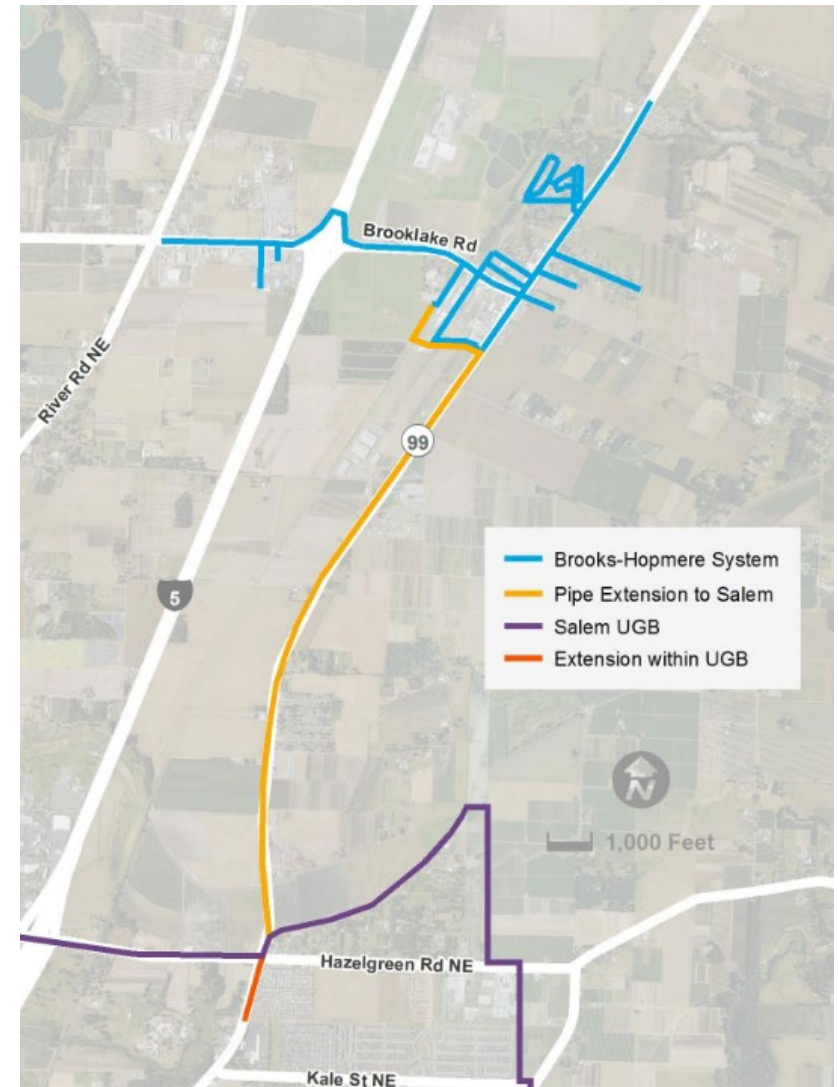 Brooklake Rd
River Rd NE
99
5
Brooks-Hopmere System
Pipe Extension to Salem
Salem UGB
Extension within UGB
N
1,000 Feet
Hazelgreen Rd NE
Kale St NE